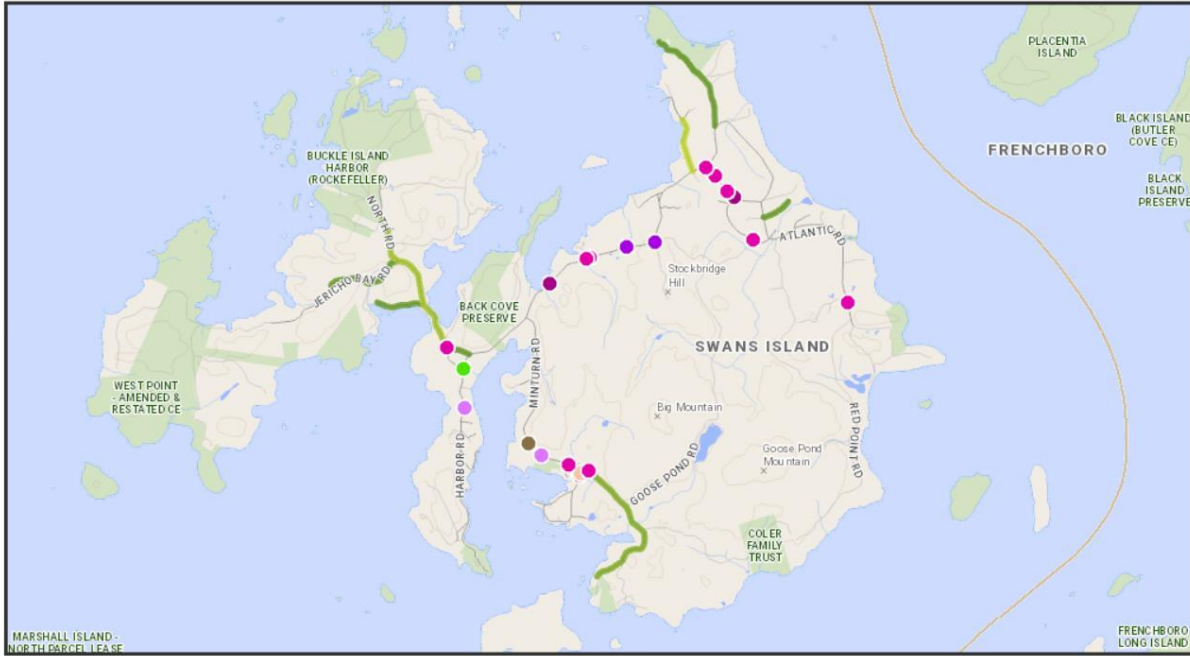 PLACENTIA
ISLAND
BLACK ISLAND
(BUTLER
COVE CE)
FRENCHBORO
BUCKLE ISLAND
HARBOR
(ROCKEFELLER)
BLACK
ISLAND
PRESERVE
NORTH RD
ATLANTIC RD
JERICHO BAY RD
Stockbridge
Hill
BACK COVE
PRESERVE
SWANS ISLAND
MINTURN RD
WEST POINT
- AMENDED &
RESTATED CE
Big Mountain
RED POINT RD
HARBOR RD
GOOSE POND RD
Goose Pond
Mountain
COLER
FAMILY
TRUST
MARSHALL ISLAND -
NORTH PARCEL LEASE
FRENCHBORO
LONG ISLAND